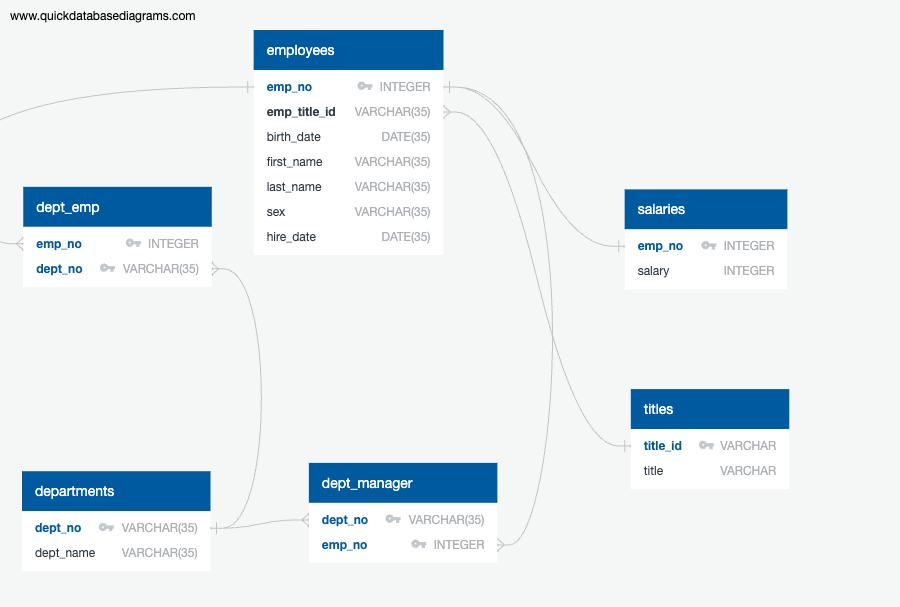 www.quickdatabasediagrams.com
employees
emp_no INTEGER
emp_title_id VARCHAR(35)
birth_date DATE(35)
first_name VARCHAR(35)
last_name VARCHAR(35)
sex VARCHAR(35)
hire_date DATE(35)
dept_emp
emp_no INTEGER
dept_no VARCHAR(35)
salaries
emp_no INTEGER
salary INTEGER
titles
title_id VARCHAR
title VARCHAR
departments
dept_no VARCHAR(35)
dept_name VARCHAR(35)
dept_manager
dept_no VARCHAR(35)
emp_no INTEGER